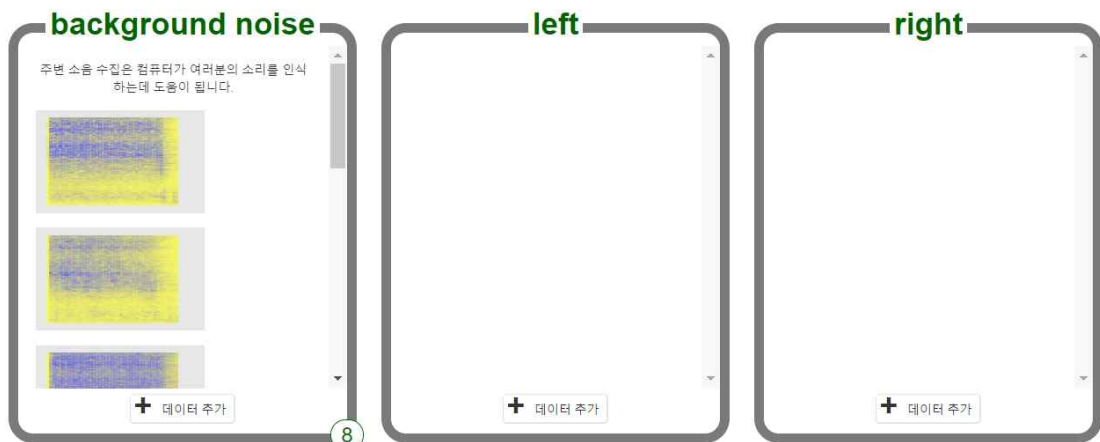 background noise
주변 소음 수집은 컴퓨터가 여러분의 소리를 인식
하는데 도움이 됩니다.
+ 데이터 추가
8
left
+ 데이터 추가
right
+ 데이터 추가